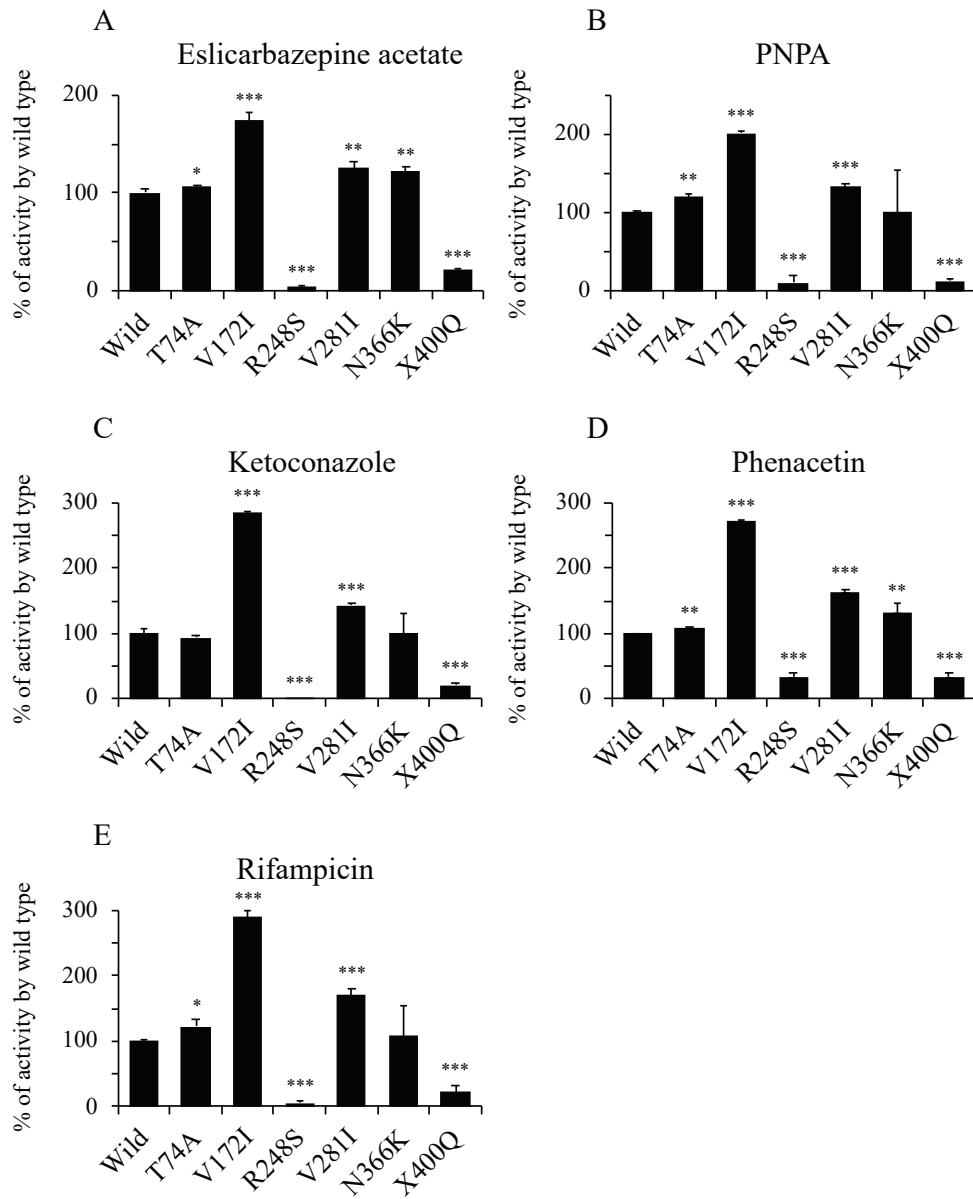 A
Eslicarbazepine acetate
% of activity by wild type
200
100
0
*
***
***
**
**
***
Wild
T74A
V172I
R248S
V281I
N366K
X400Q
B
PNPA
% of activity by wild type
200
100
0
**
***
***
***
***
Wild
T74A
V172I
R248S
V281I
N366K
X400Q
C
Ketoconazole
% of activity by wild type
300
200
100
0
***
***
***
***
Wild
T74A
V172I
R248S
V281I
N366K
X400Q
D
Phenacetin
% of activity by wild type
300
200
100
0
**
***
***
***
**
***
Wild
T74A
V172I
R248S
V281I
N366K
X400Q
E
Rifampicin
% of activity by wild type
300
200
100
0
*
***
***
***
***
Wild
T74A
V172I
R248S
V281I
N366K
X400Q